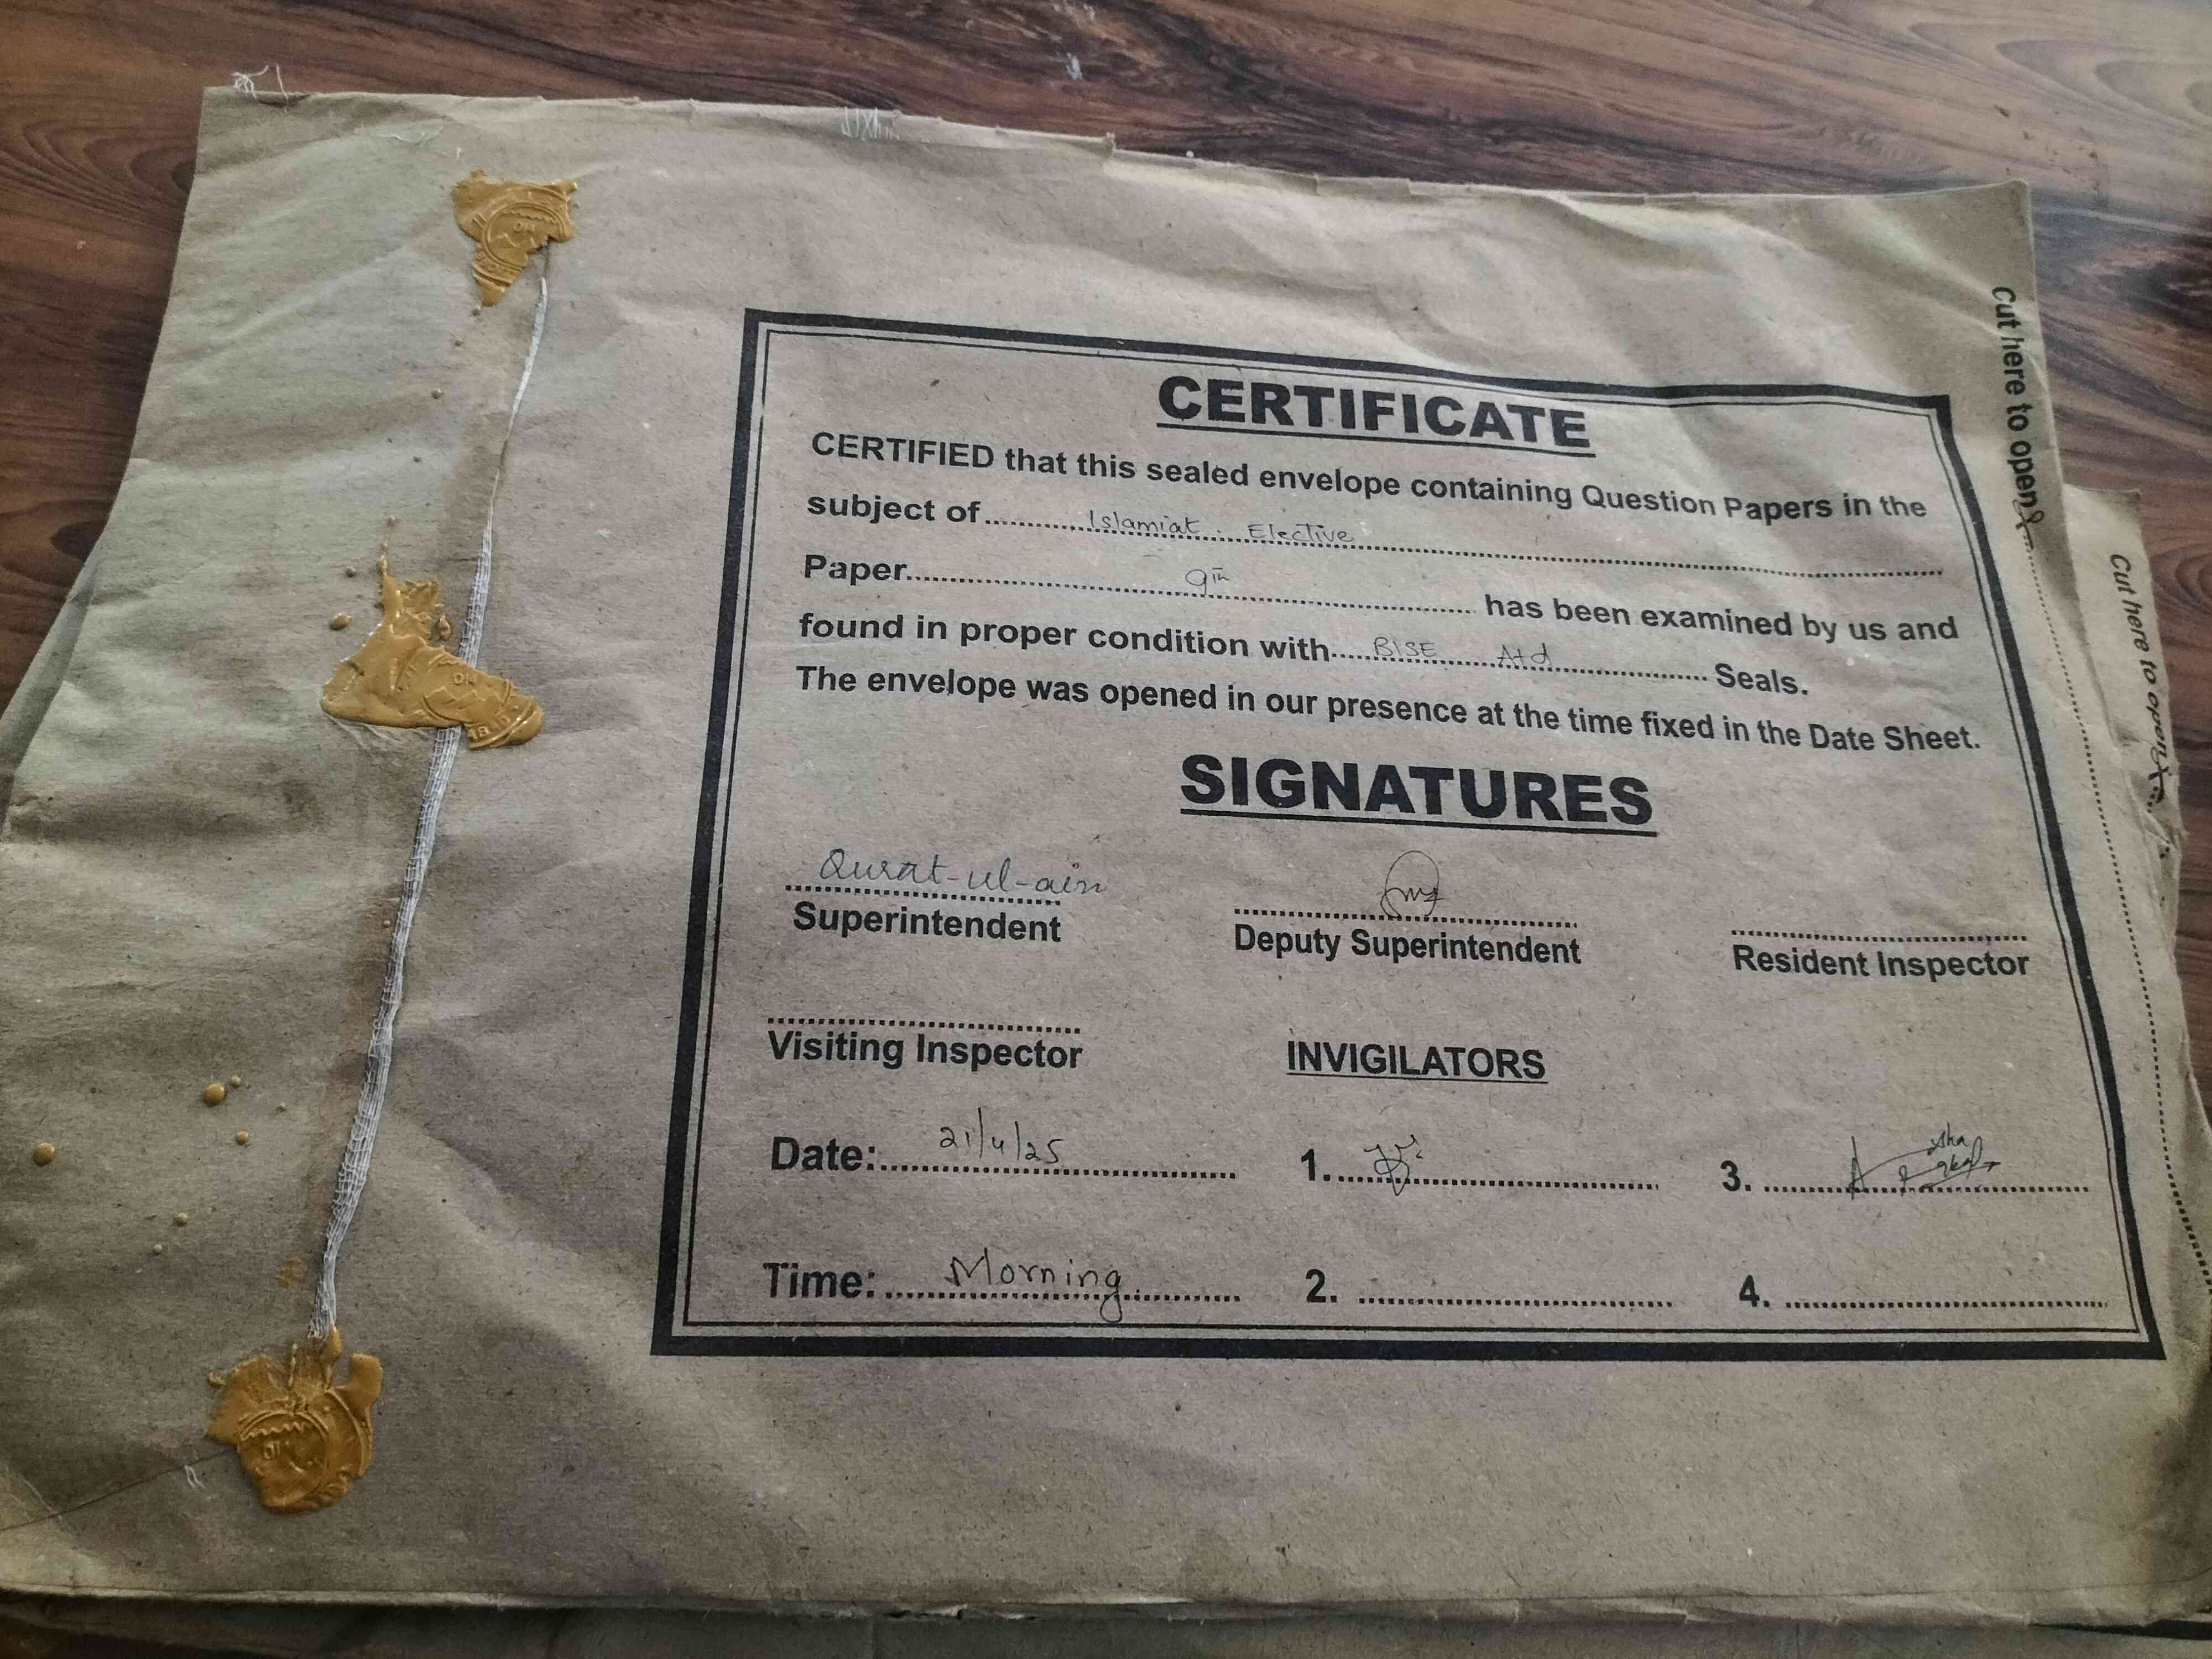 CERTIFICATE
CERTIFIED that this sealed envelope containing Question Papers in the
subject of Islamiat . Elective
Paper 9th has been examined by us and
found in proper condition with BISE Atd Seals.
The envelope was opened in our presence at the time fixed in the Date Sheet.
SIGNATURES
Qurat-ul-ain
Superintendent
Deputy Superintendent
Resident Inspector
Visiting Inspector
INVIGILATORS
Date: 21/4/25
1.
3.
Time: Morning
2.
4.
Cut here to open
Cut here to open